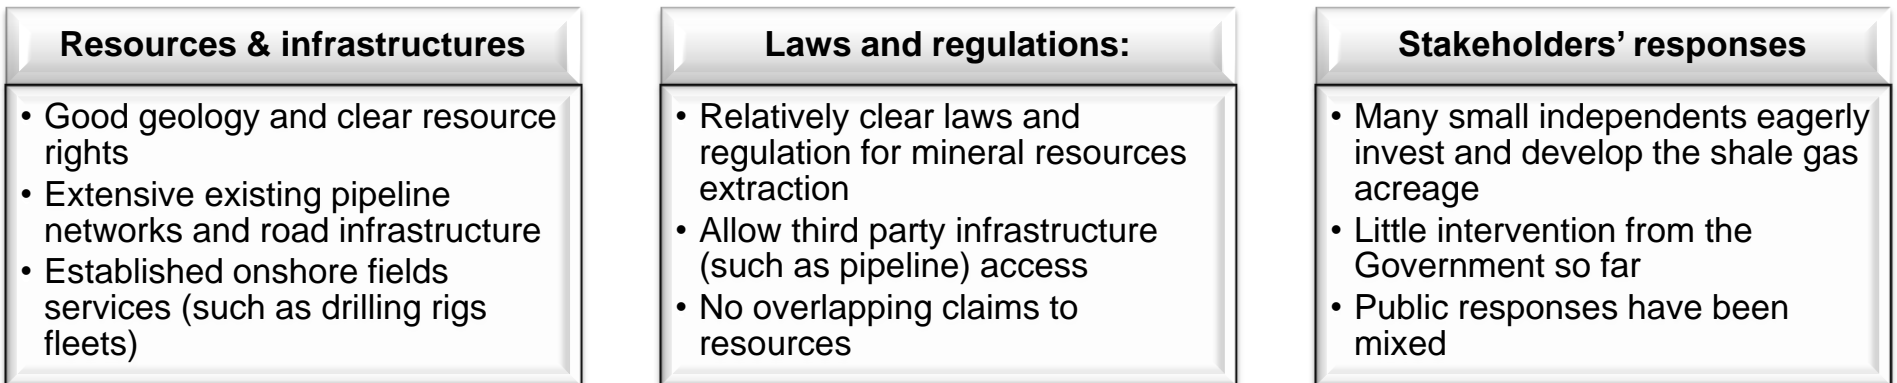 Resources & infrastructures
• Good geology and clear resource
rights
• Extensive existing pipeline
networks and road infrastructure
• Established onshore fields
services (such as drilling rigs
fleets)
Laws and regulations:
• Relatively clear laws and
regulation for mineral resources
extraction
• Allow third party infrastructure
(such as pipeline) access
• No overlapping claims to
resources
Stakeholders’ responses
• Many small independents eagerly
invest and develop the shale gas
acreage
• Little intervention from the
Government so far
• Public responses have been
mixed